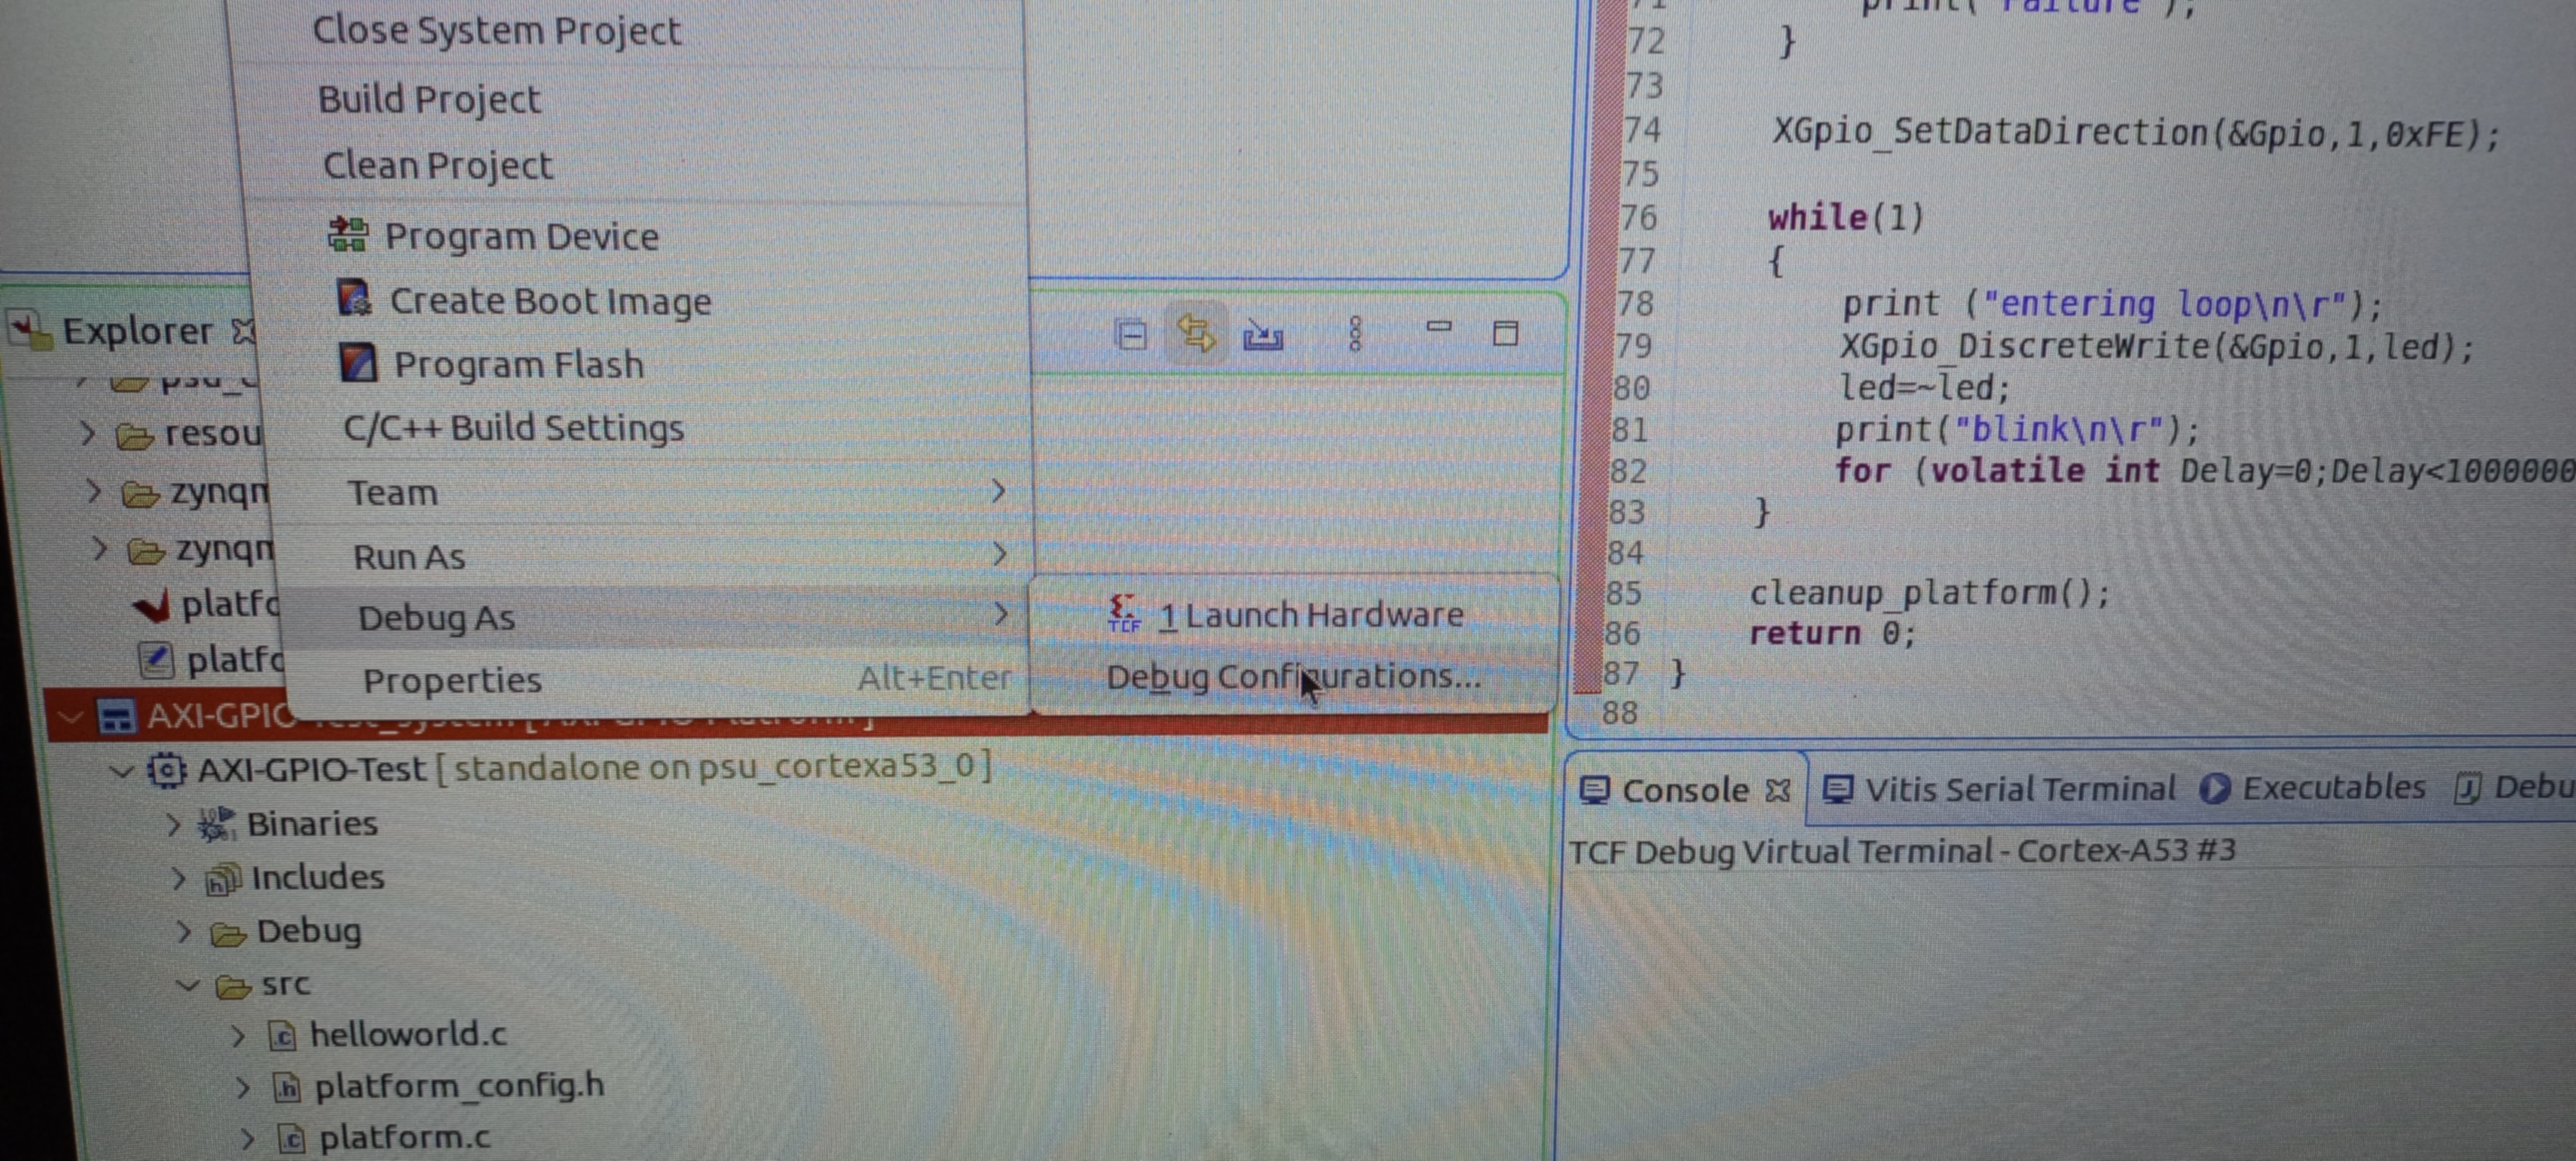 Close System Project
Build Project
Clean Project
Program Device
Create Boot Image
Program Flash
C/C++ Build Settings
Team
Run As
Debug As
Properties Alt+Enter
1 Launch Hardware
Debug Configurations...
Explorer
resou
zynqm
zynqm
platfo
platfo
AXI-GPIO
AXI-GPIO-Test [ standalone on psu_cortexa53_0 ]
Binaries
Includes
Debug
src
helloworld.c
platform_config.h
platform.c
72 }
73
74 XGpio_SetDataDirection(&Gpio,1,0xFE);
75
76 while(1)
77 {
78 print ("entering loop\n\r");
79 XGpio_DiscreteWrite(&Gpio,1,led);
80 led=~led;
81 print("blink\n\r");
82 for (volatile int Delay=0;Delay<1000000
83 }
84
85 cleanup_platform();
86 return 0;
87 }
88
Console Vitis Serial Terminal Executables Debu
TCF Debug Virtual Terminal - Cortex-A53 #3
TCF